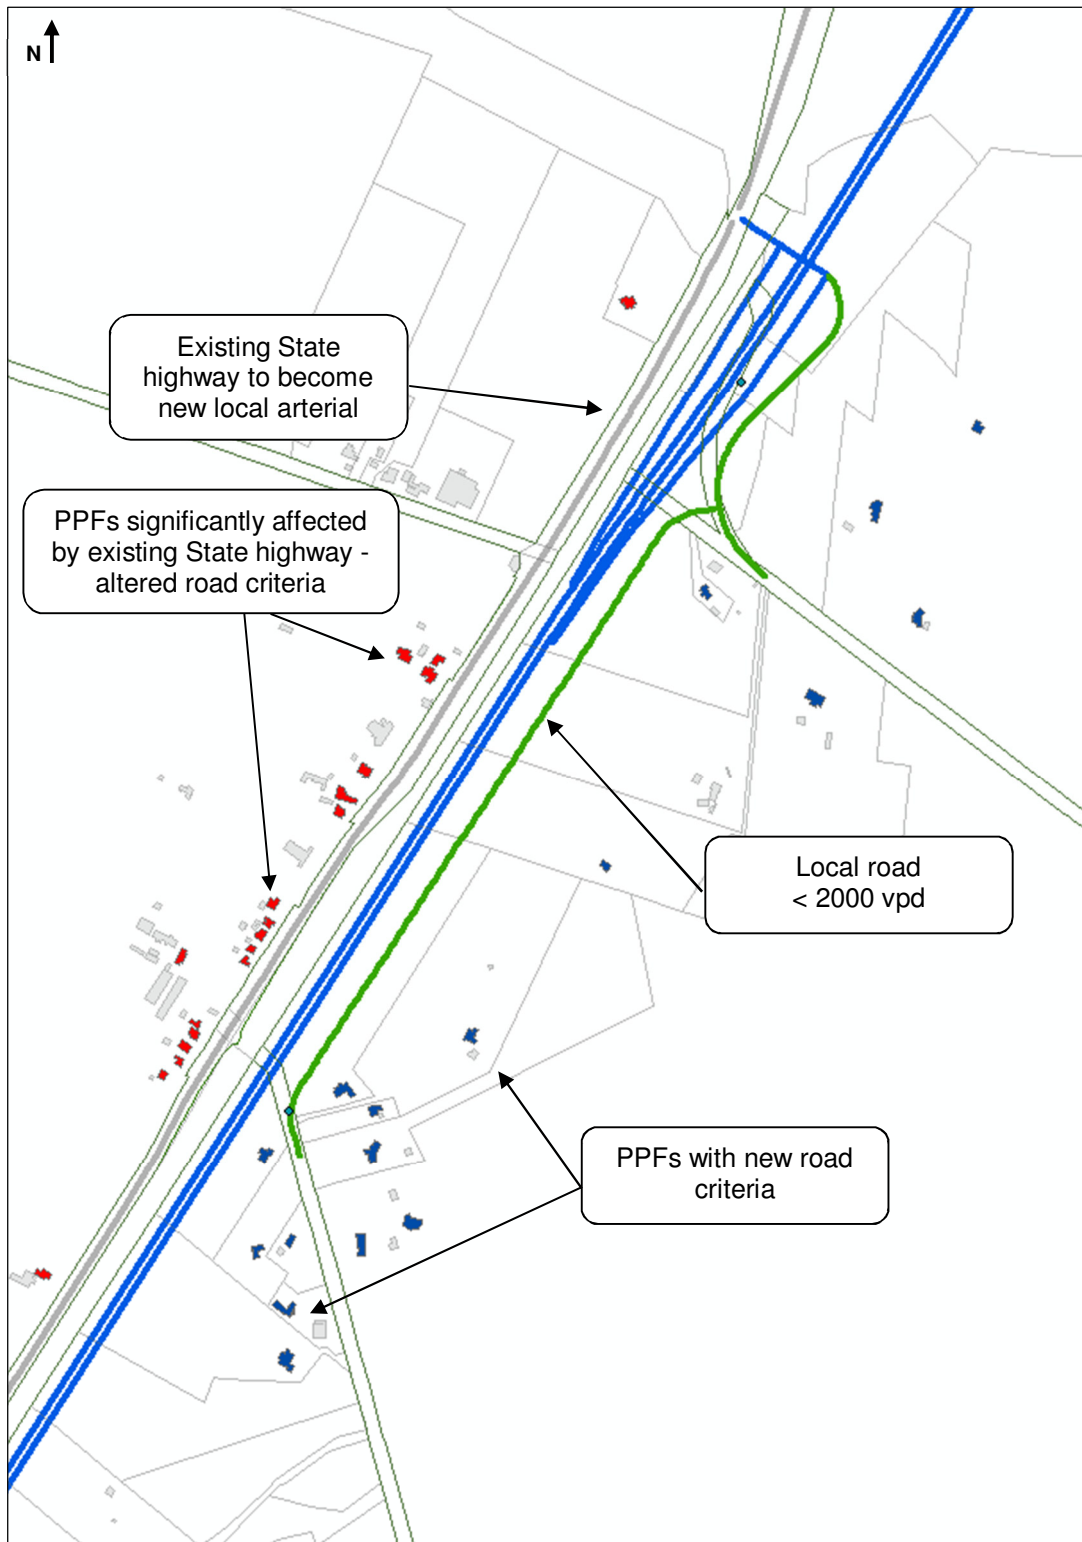 N
Existing State
highway to become
new local arterial
PPFs significantly affected
by existing State highway -
altered road criteria
Local road
< 2000 vpd
PPFs with new road
criteria